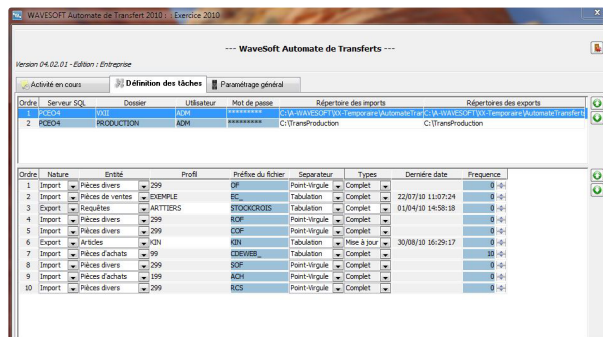 WAVESOFT Automate de Transfert 2010 : : Exercice 2010
--- WaveSoft Automate de Transferts ---
Version 04.02.01 - Edition : Entreprise
Activité en cours Définition des tâches Paramétrage général
Ordre Serveur SQL Dossier Utilisateur Mot de passe Répertoire des imports Répertoires des exports
1 PCEO4 VXII ADM ********* C:\A-WAVESOFT\XX-Temporaire\AutomateTran C:\A-WAVESOFT\XX-Temporaire\AutomateTransferts
2 PCEO4 PRODUCTION ADM ********* C:\TransProduction C:\TransProduction
Ordre Nature Entité Profil Préfixe du fichier Separateur Types Dernière date Frequence
1 Import Pièces divers 299 OF Point-Virgule Complet 0
2 Import Pièces de ventes EXEMPLE EC_ Tabulation Complet 22/07/10 11:07:24 0
3 Export Requêtes ARTTIERS STOCKCROIS Tabulation Complet 01/04/10 14:58:18 0
4 Import Pièces divers 199 ROF Point-Virgule Complet 0
5 Import Pièces divers 199 COF Point-Virgule Complet 0
6 Export Articles KIN KIN Tabulation Mise à jour 30/08/10 16:29:17 0
7 Import Pièces d'achats 99 CDEWEB_ Tabulation Complet 10
8 Import Pièces divers 299 SOF Point-Virgule Complet 0
9 Import Pièces d'achats 199 ACH Point-Virgule Complet 0
10 Import Pièces divers 199 RCS Point-Virgule Complet 0